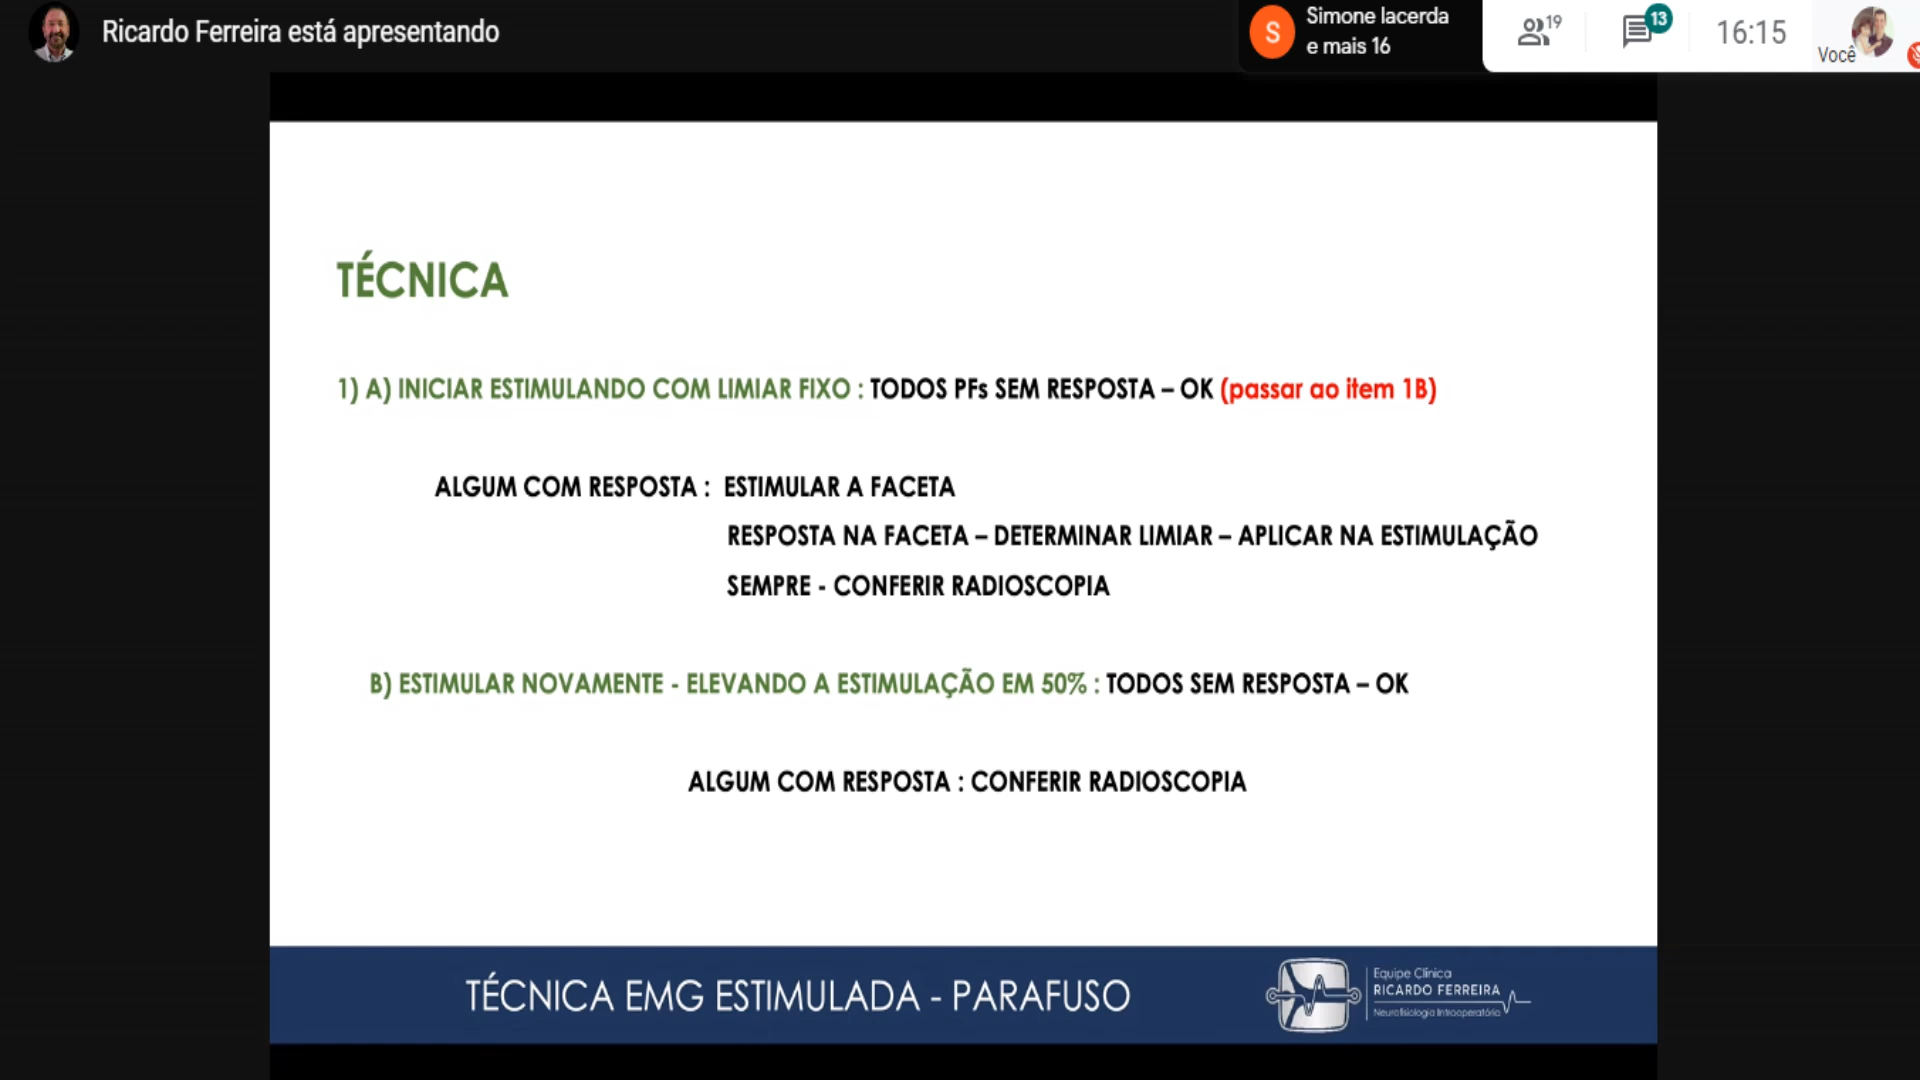 Ricardo Ferreira está apresentando
S
Simone lacerda
e mais 16
19
13
16:15
Você
TÉCNICA
1) A) INICIAR ESTIMULANDO COM LIMIAR FIXO : TODOS PFs SEM RESPOSTA – OK (passar ao item 1B)
ALGUM COM RESPOSTA : ESTIMULAR A FACETA
RESPOSTA NA FACETA – DETERMINAR LIMIAR – APLICAR NA ESTIMULAÇÃO
SEMPRE - CONFERIR RADIOSCOPIA
B) ESTIMULAR NOVAMENTE - ELEVANDO A ESTIMULAÇÃO EM 50% : TODOS SEM RESPOSTA – OK
ALGUM COM RESPOSTA : CONFERIR RADIOSCOPIA
TÉCNICA EMG ESTIMULADA - PARAFUSO
Equipe Clínica
RICARDO FERREIRA
Neurofisiologia Intraoperatória